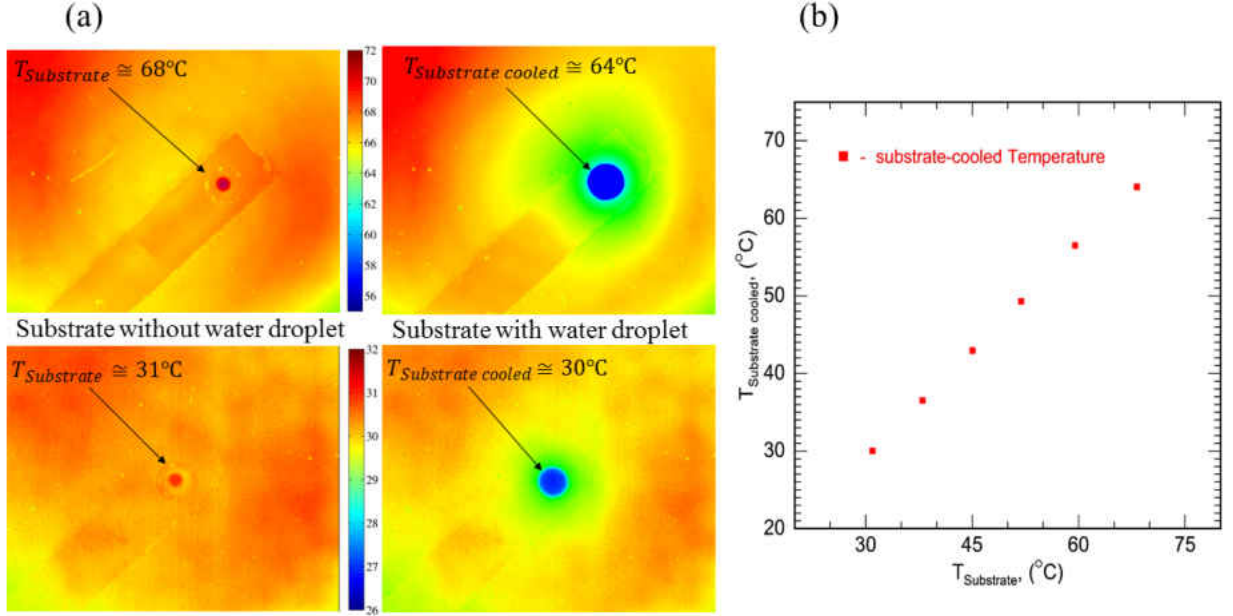 (a)
(b)
T_Substrate ≅ 68°C
72
70
68
66
64
62
60
58
56
T_Substrate cooled ≅ 64°C
Substrate without water droplet
Substrate with water droplet
T_Substrate ≅ 31°C
32
31
30
29
28
27
26
T_Substrate cooled ≅ 30°C
70
60
50
40
30
20
T_Substrate cooled, (°C)
- substrate-cooled Temperature
30 45 60 75
T_Substrate, (°C)